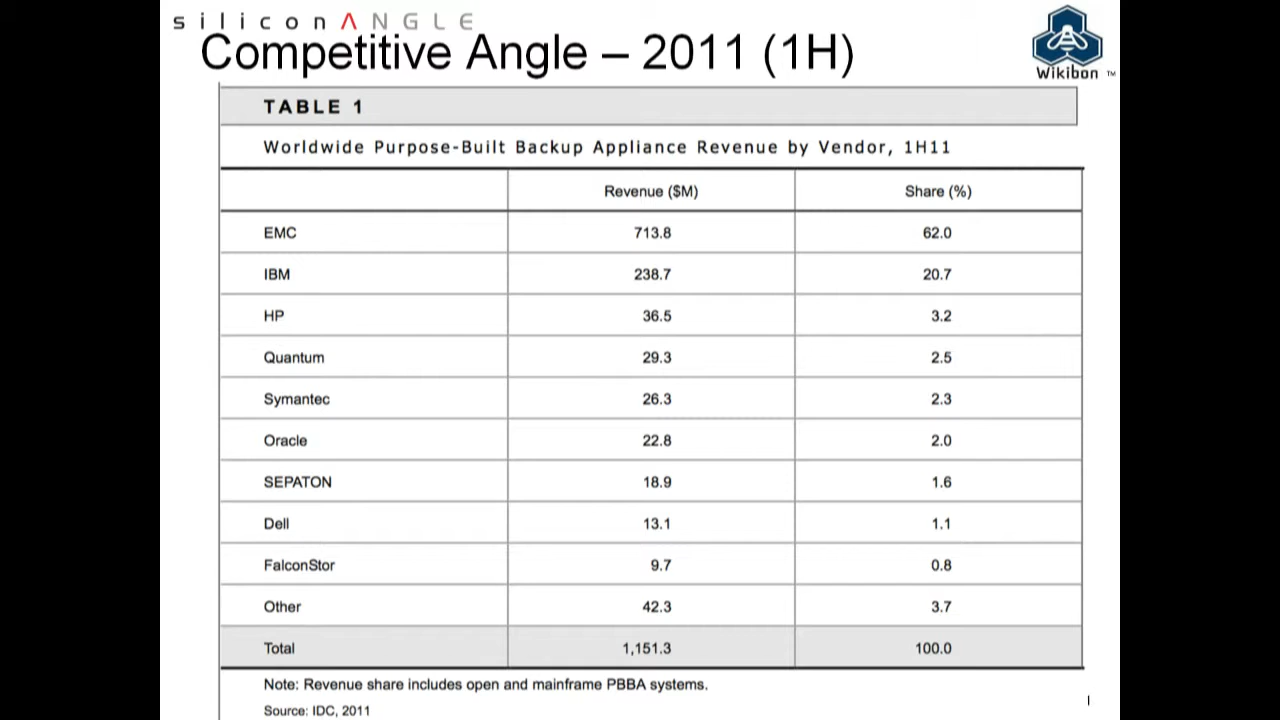 siliconANGLE
Competitive Angle – 2011 (1H)
Wikibon ™
TABLE 1
Worldwide Purpose-Built Backup Appliance Revenue by Vendor, 1H11
Revenue ($M) Share (%)
EMC 713.8 62.0
IBM 238.7 20.7
HP 36.5 3.2
Quantum 29.3 2.5
Symantec 26.3 2.3
Oracle 22.8 2.0
SEPATON 18.9 1.6
Dell 13.1 1.1
FalconStor 9.7 0.8
Other 42.3 3.7
Total 1,151.3 100.0
Note: Revenue share includes open and mainframe PBBA systems.
Source: IDC, 2011